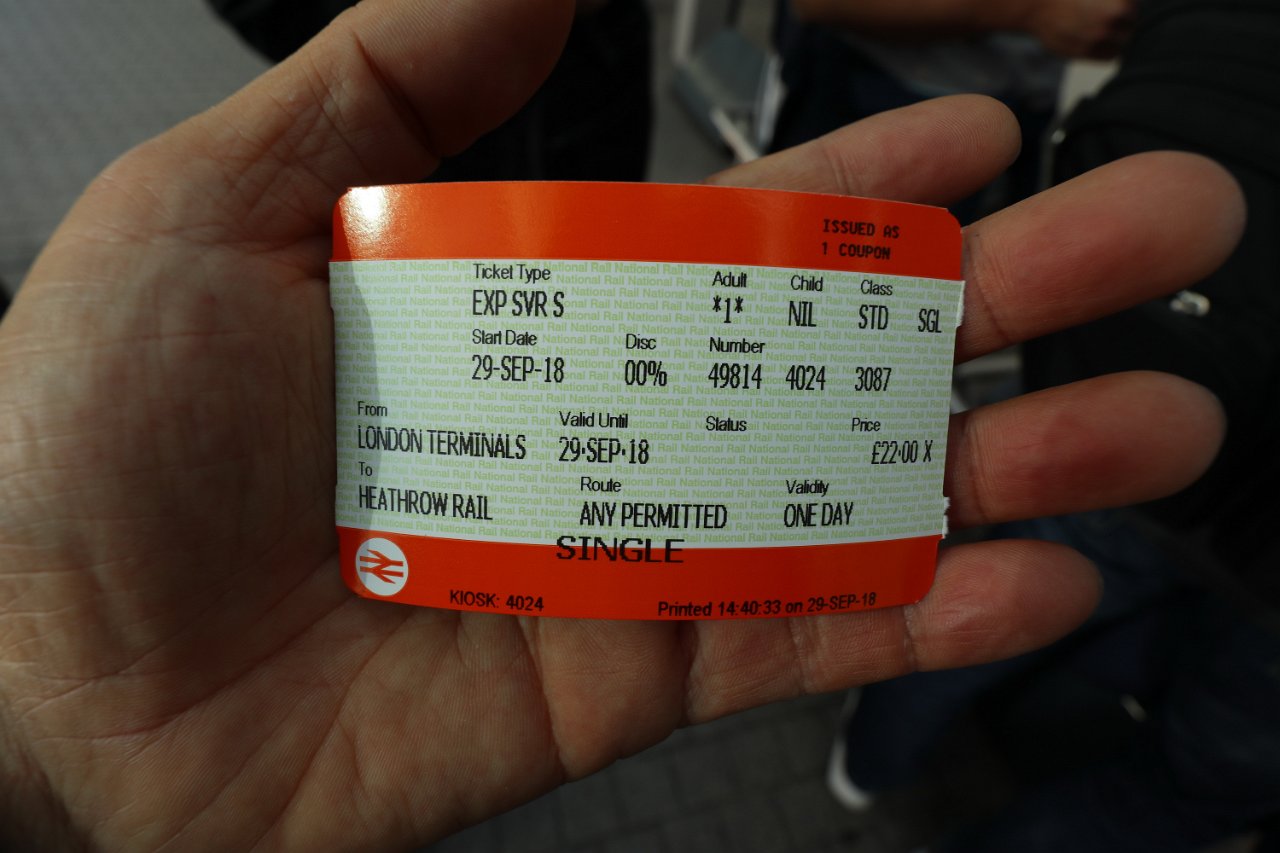 ISSUED AS
1 COUPON
Ticket Type Adult Child Class
EXP SVR S *1* NIL STD SGL
Start Date Disc Number
29-SEP-18 00% 49814 4024 3087
From Valid Until Status Price
LONDON TERMINALS 29·SEP·18 £22·00 X
To Route Validity
HEATHROW RAIL ANY PERMITTED ONE DAY
SINGLE
KIOSK: 4024 Printed 14:40:33 on 29-SEP-18